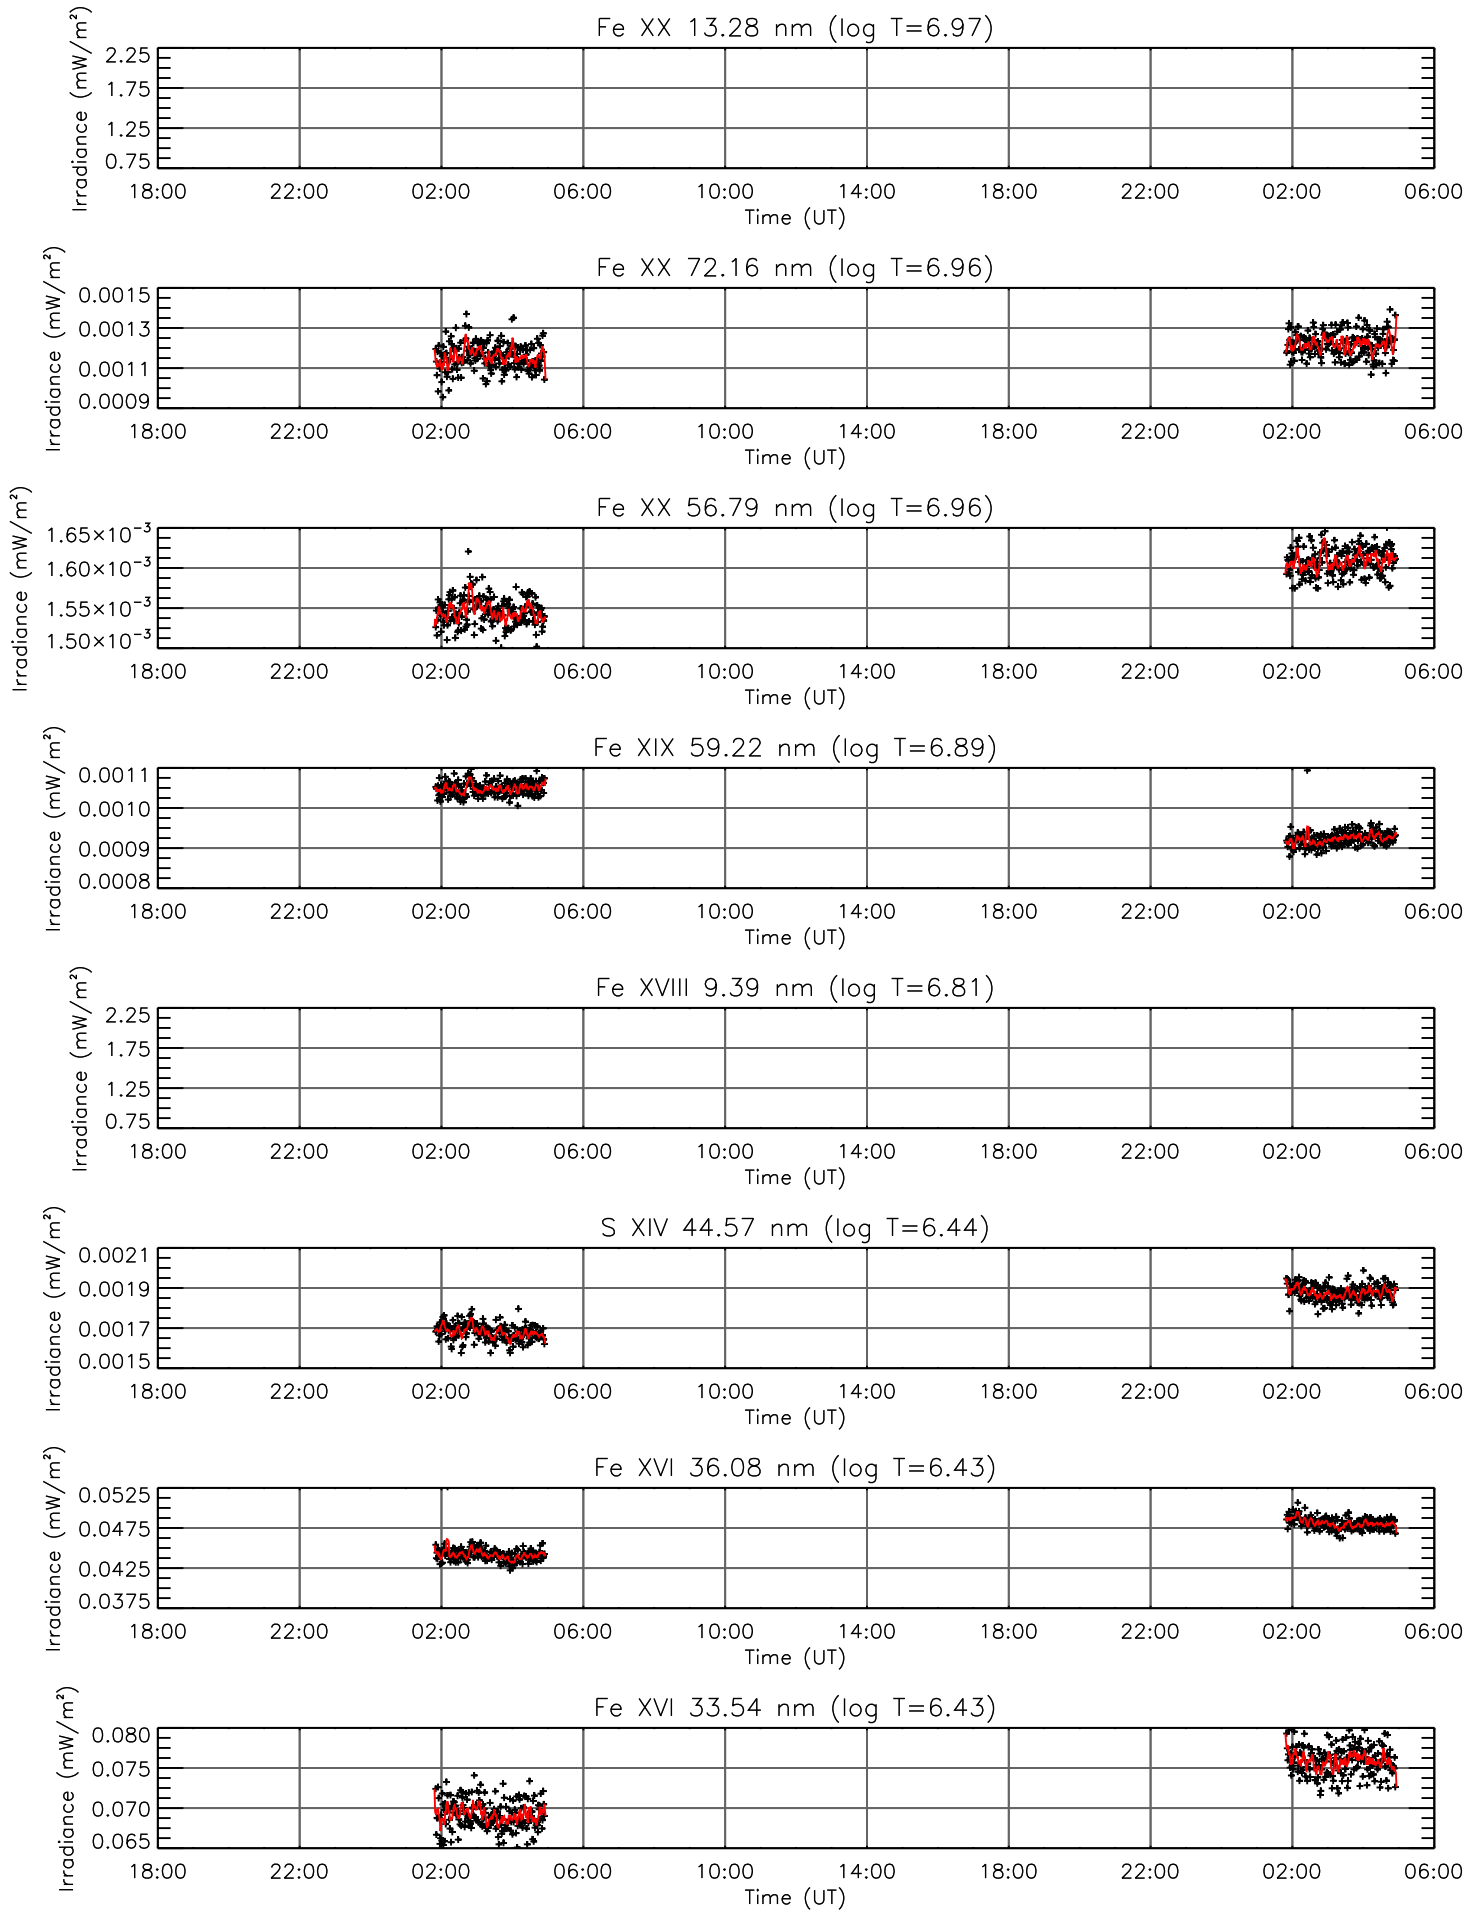 Fe XX 13.28 nm (log T=6.97)
Irradiance (mW/m²)
2.25
1.75
1.25
0.75
18:00 22:00 02:00 06:00 10:00 14:00 18:00 22:00 02:00 06:00
Time (UT)
Fe XX 72.16 nm (log T=6.96)
Irradiance (mW/m²)
0.0015
0.0013
0.0011
0.0009
18:00 22:00 02:00 06:00 10:00 14:00 18:00 22:00 02:00 06:00
Time (UT)
Fe XX 56.79 nm (log T=6.96)
Irradiance (mW/m²)
1.65×10⁻³
1.60×10⁻³
1.55×10⁻³
1.50×10⁻³
18:00 22:00 02:00 06:00 10:00 14:00 18:00 22:00 02:00 06:00
Time (UT)
Fe XIX 59.22 nm (log T=6.89)
Irradiance (mW/m²)
0.0011
0.0010
0.0009
0.0008
18:00 22:00 02:00 06:00 10:00 14:00 18:00 22:00 02:00 06:00
Time (UT)
Fe XVIII 9.39 nm (log T=6.81)
Irradiance (mW/m²)
2.25
1.75
1.25
0.75
18:00 22:00 02:00 06:00 10:00 14:00 18:00 22:00 02:00 06:00
Time (UT)
S XIV 44.57 nm (log T=6.44)
Irradiance (mW/m²)
0.0021
0.0019
0.0017
0.0015
18:00 22:00 02:00 06:00 10:00 14:00 18:00 22:00 02:00 06:00
Time (UT)
Fe XVI 36.08 nm (log T=6.43)
Irradiance (mW/m²)
0.0525
0.0475
0.0425
0.0375
18:00 22:00 02:00 06:00 10:00 14:00 18:00 22:00 02:00 06:00
Time (UT)
Fe XVI 33.54 nm (log T=6.43)
Irradiance (mW/m²)
0.080
0.075
0.070
0.065
18:00 22:00 02:00 06:00 10:00 14:00 18:00 22:00 02:00 06:00
Time (UT)